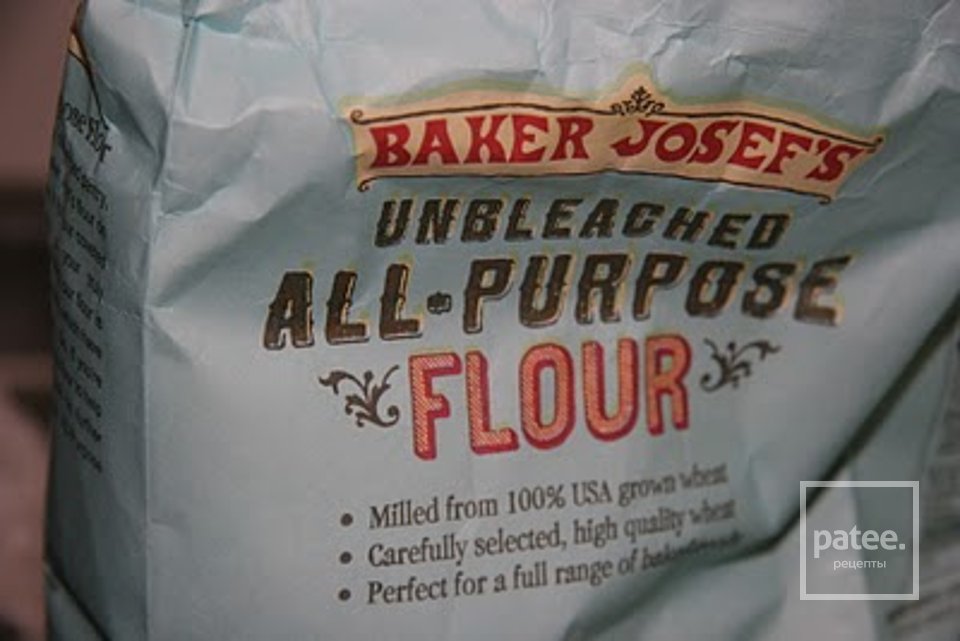 BAKER JOSEF'S
UNBLEACHED
ALL-PURPOSE
FLOUR
• Milled from 100% USA grown wheat
• Carefully selected, high quality wheat
• Perfect for a full range of
patee.
рецепты